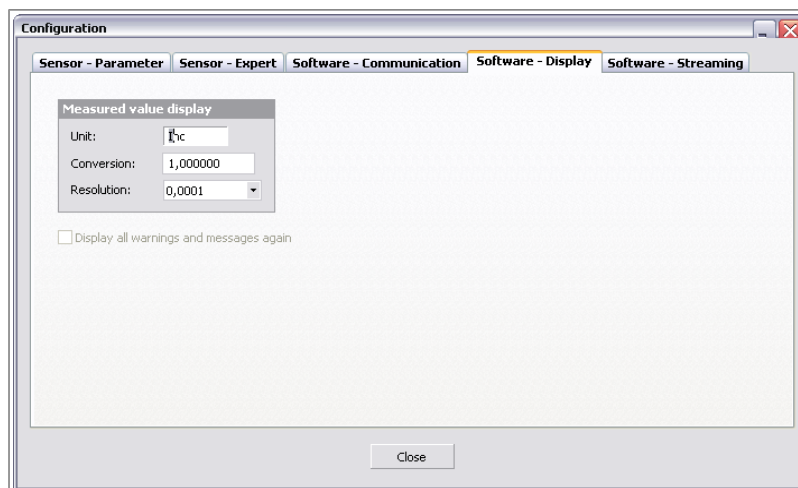 Configuration
Sensor - Parameter Sensor - Expert Software - Communication Software - Display Software - Streaming
Measured value display
Unit:
Conversion: 1,000000
Resolution: 0,0001
Display all warnings and messages again
Close